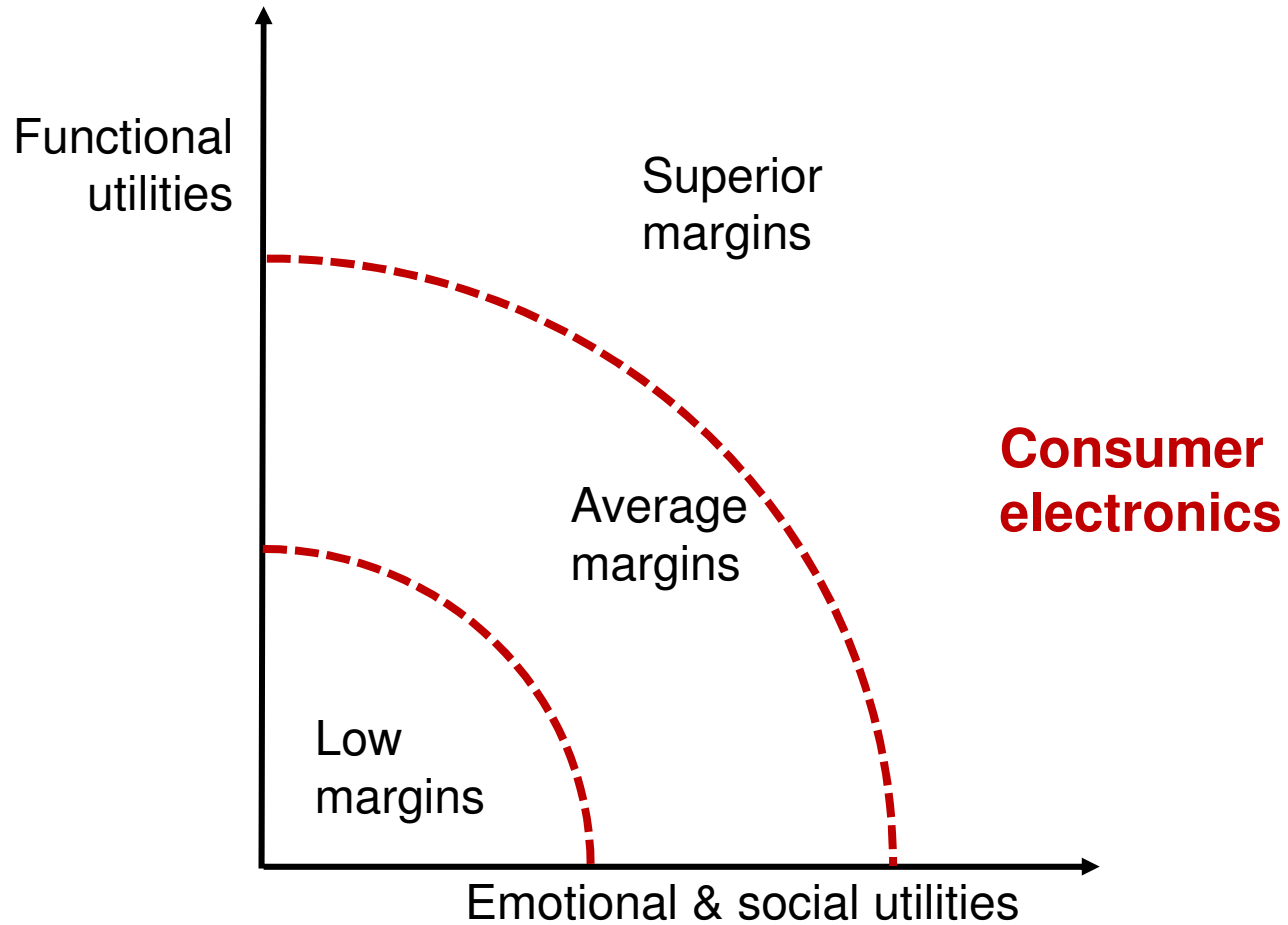 Functional
utilities
Superior
margins
Consumer
electronics
Average
margins
Low
margins
Emotional & social utilities